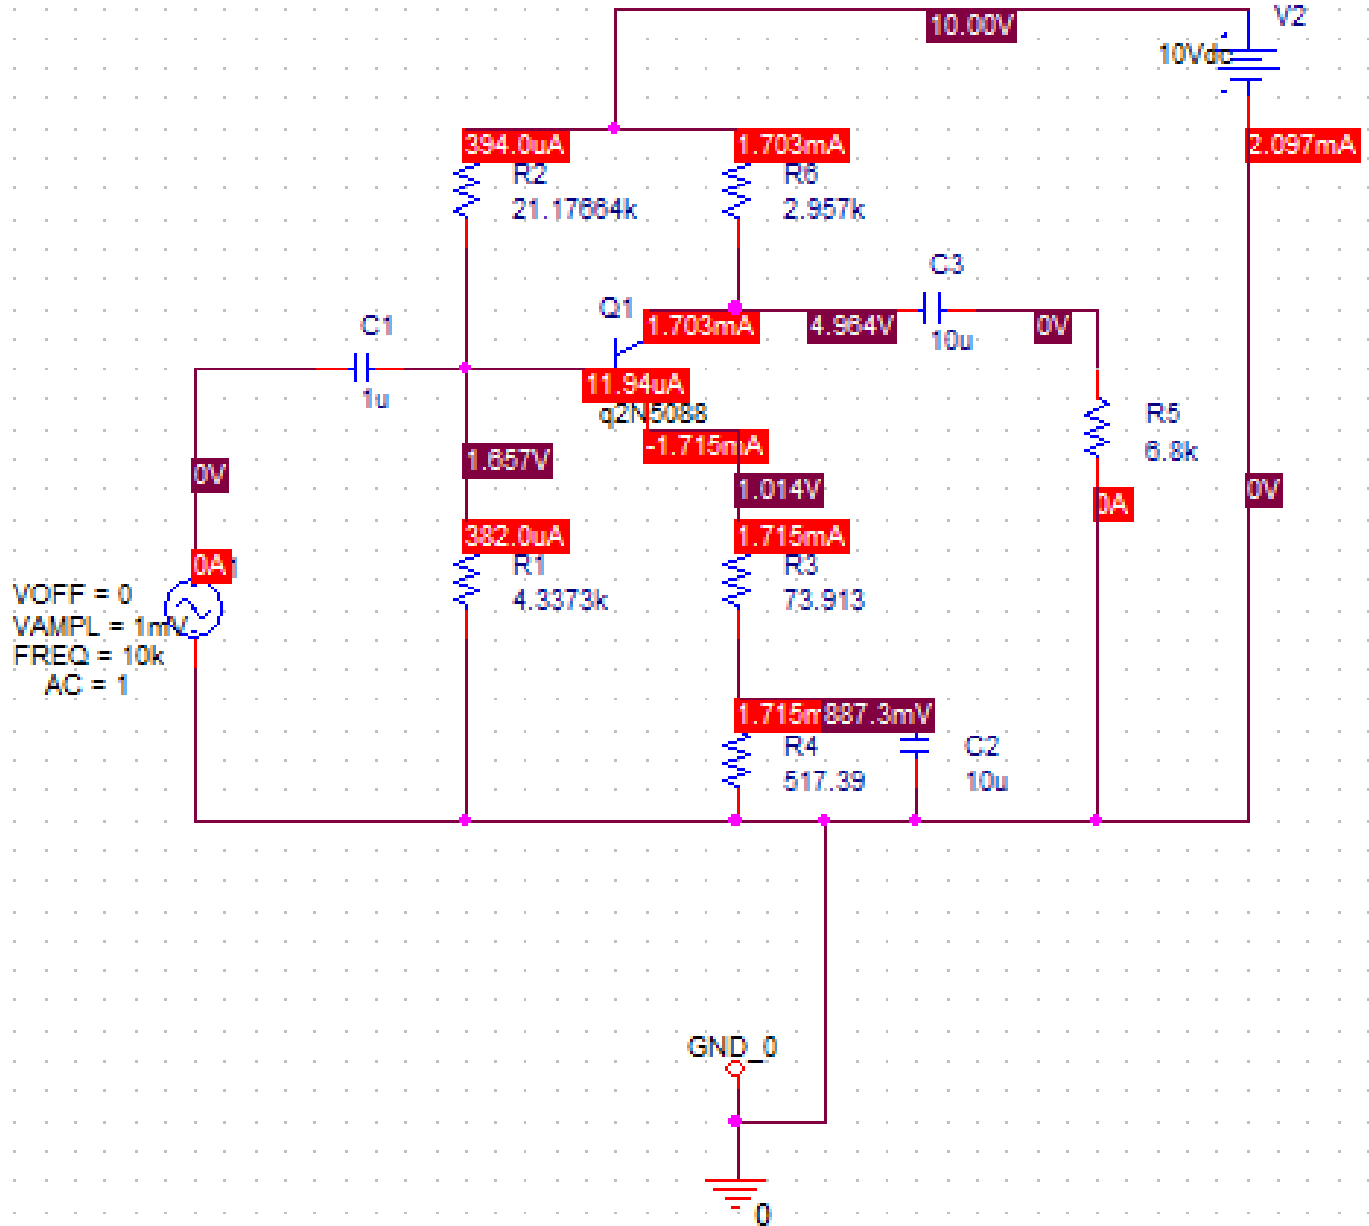 V2
10.00V
10Vdc
394.0uA
1.703mA
2.097mA
R2
R6
21.17664k
2.957k
C3
Q1
C1
1.703mA
4.964V
0V
10u
11.94uA
1u
q2N5088
R5
-1.715mA
6.8k
1.657V
0V
1.014V
0V
0A
382.0uA
1.715mA
0A
R1
R3
VOFF = 0
4.3373k
73.913
VAMPL = 1mV
FREQ = 10k
AC = 1
1.715m
887.3mV
R4
C2
517.39
10u
GND_0
0